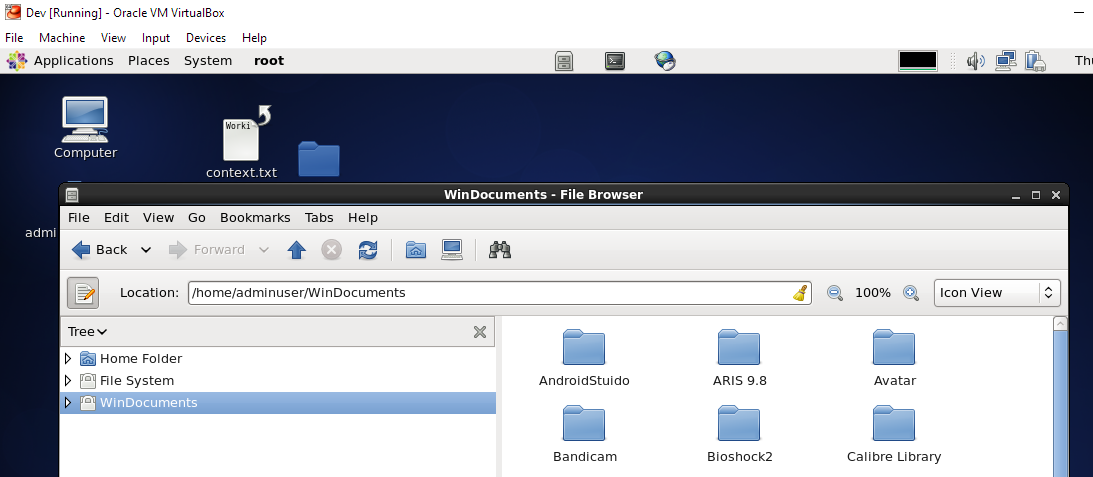 Dev [Running] - Oracle VM VirtualBox
File Machine View Input Devices Help
Applications Places System root Thu
Computer
Worki
context.txt
admi
WinDocuments - File Browser
File Edit View Go Bookmarks Tabs Help
Back Forward
Location: /home/adminuser/WinDocuments 100% Icon View
Tree
Home Folder
File System
WinDocuments
AndroidStuido ARIS 9.8 Avatar
Bandicam Bioshock2 Calibre Library